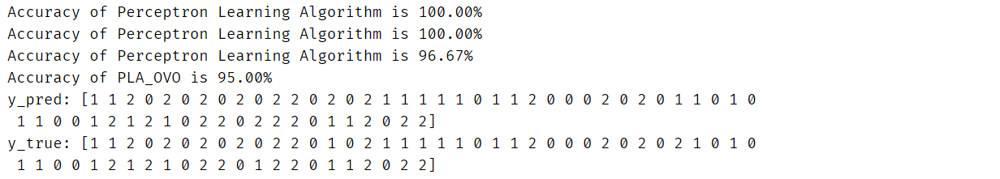 Accuracy of Perceptron Learning Algorithm is 100.00%
Accuracy of Perceptron Learning Algorithm is 100.00%
Accuracy of Perceptron Learning Algorithm is 96.67%
Accuracy of PLA_OVO is 95.00%
y_pred: [1 1 2 0 2 0 2 0 2 0 2 2 0 2 0 2 1 1 1 1 1 0 1 1 2 0 0 0 2 0 2 0 1 1 0 1 0
1 1 0 0 1 2 1 2 1 0 2 2 0 2 2 2 0 1 1 2 0 2 2]
y_true: [1 1 2 0 2 0 2 0 2 0 2 2 0 1 0 2 1 1 1 1 1 0 1 1 2 0 0 0 2 0 2 0 2 1 0 1 0
1 1 0 0 1 2 1 2 1 0 2 2 0 1 2 2 0 1 1 2 0 2 2]